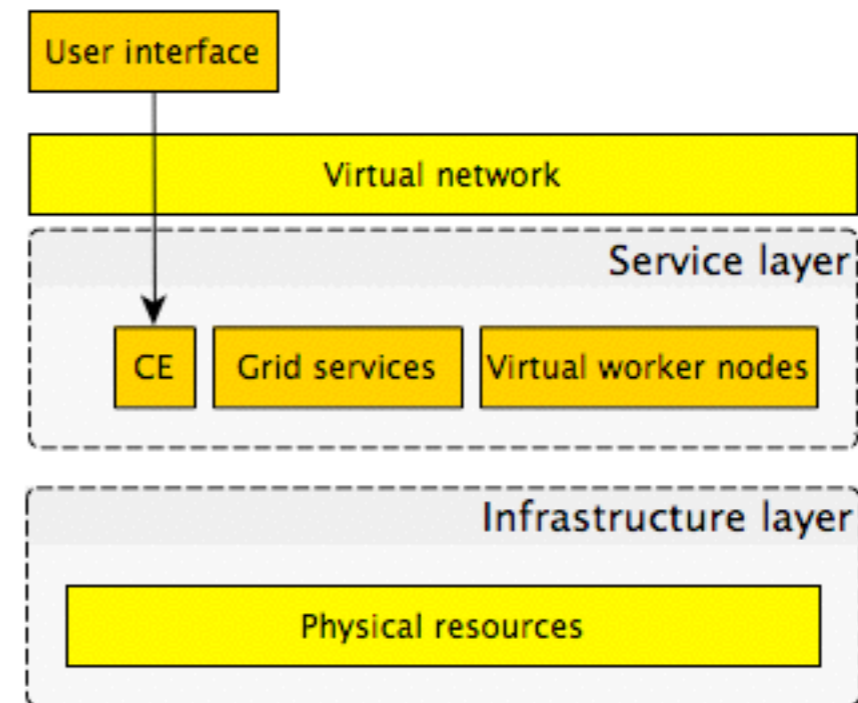 User interface
Virtual network
Service layer
CE
Grid services
Virtual worker nodes
Infrastructure layer
Physical resources